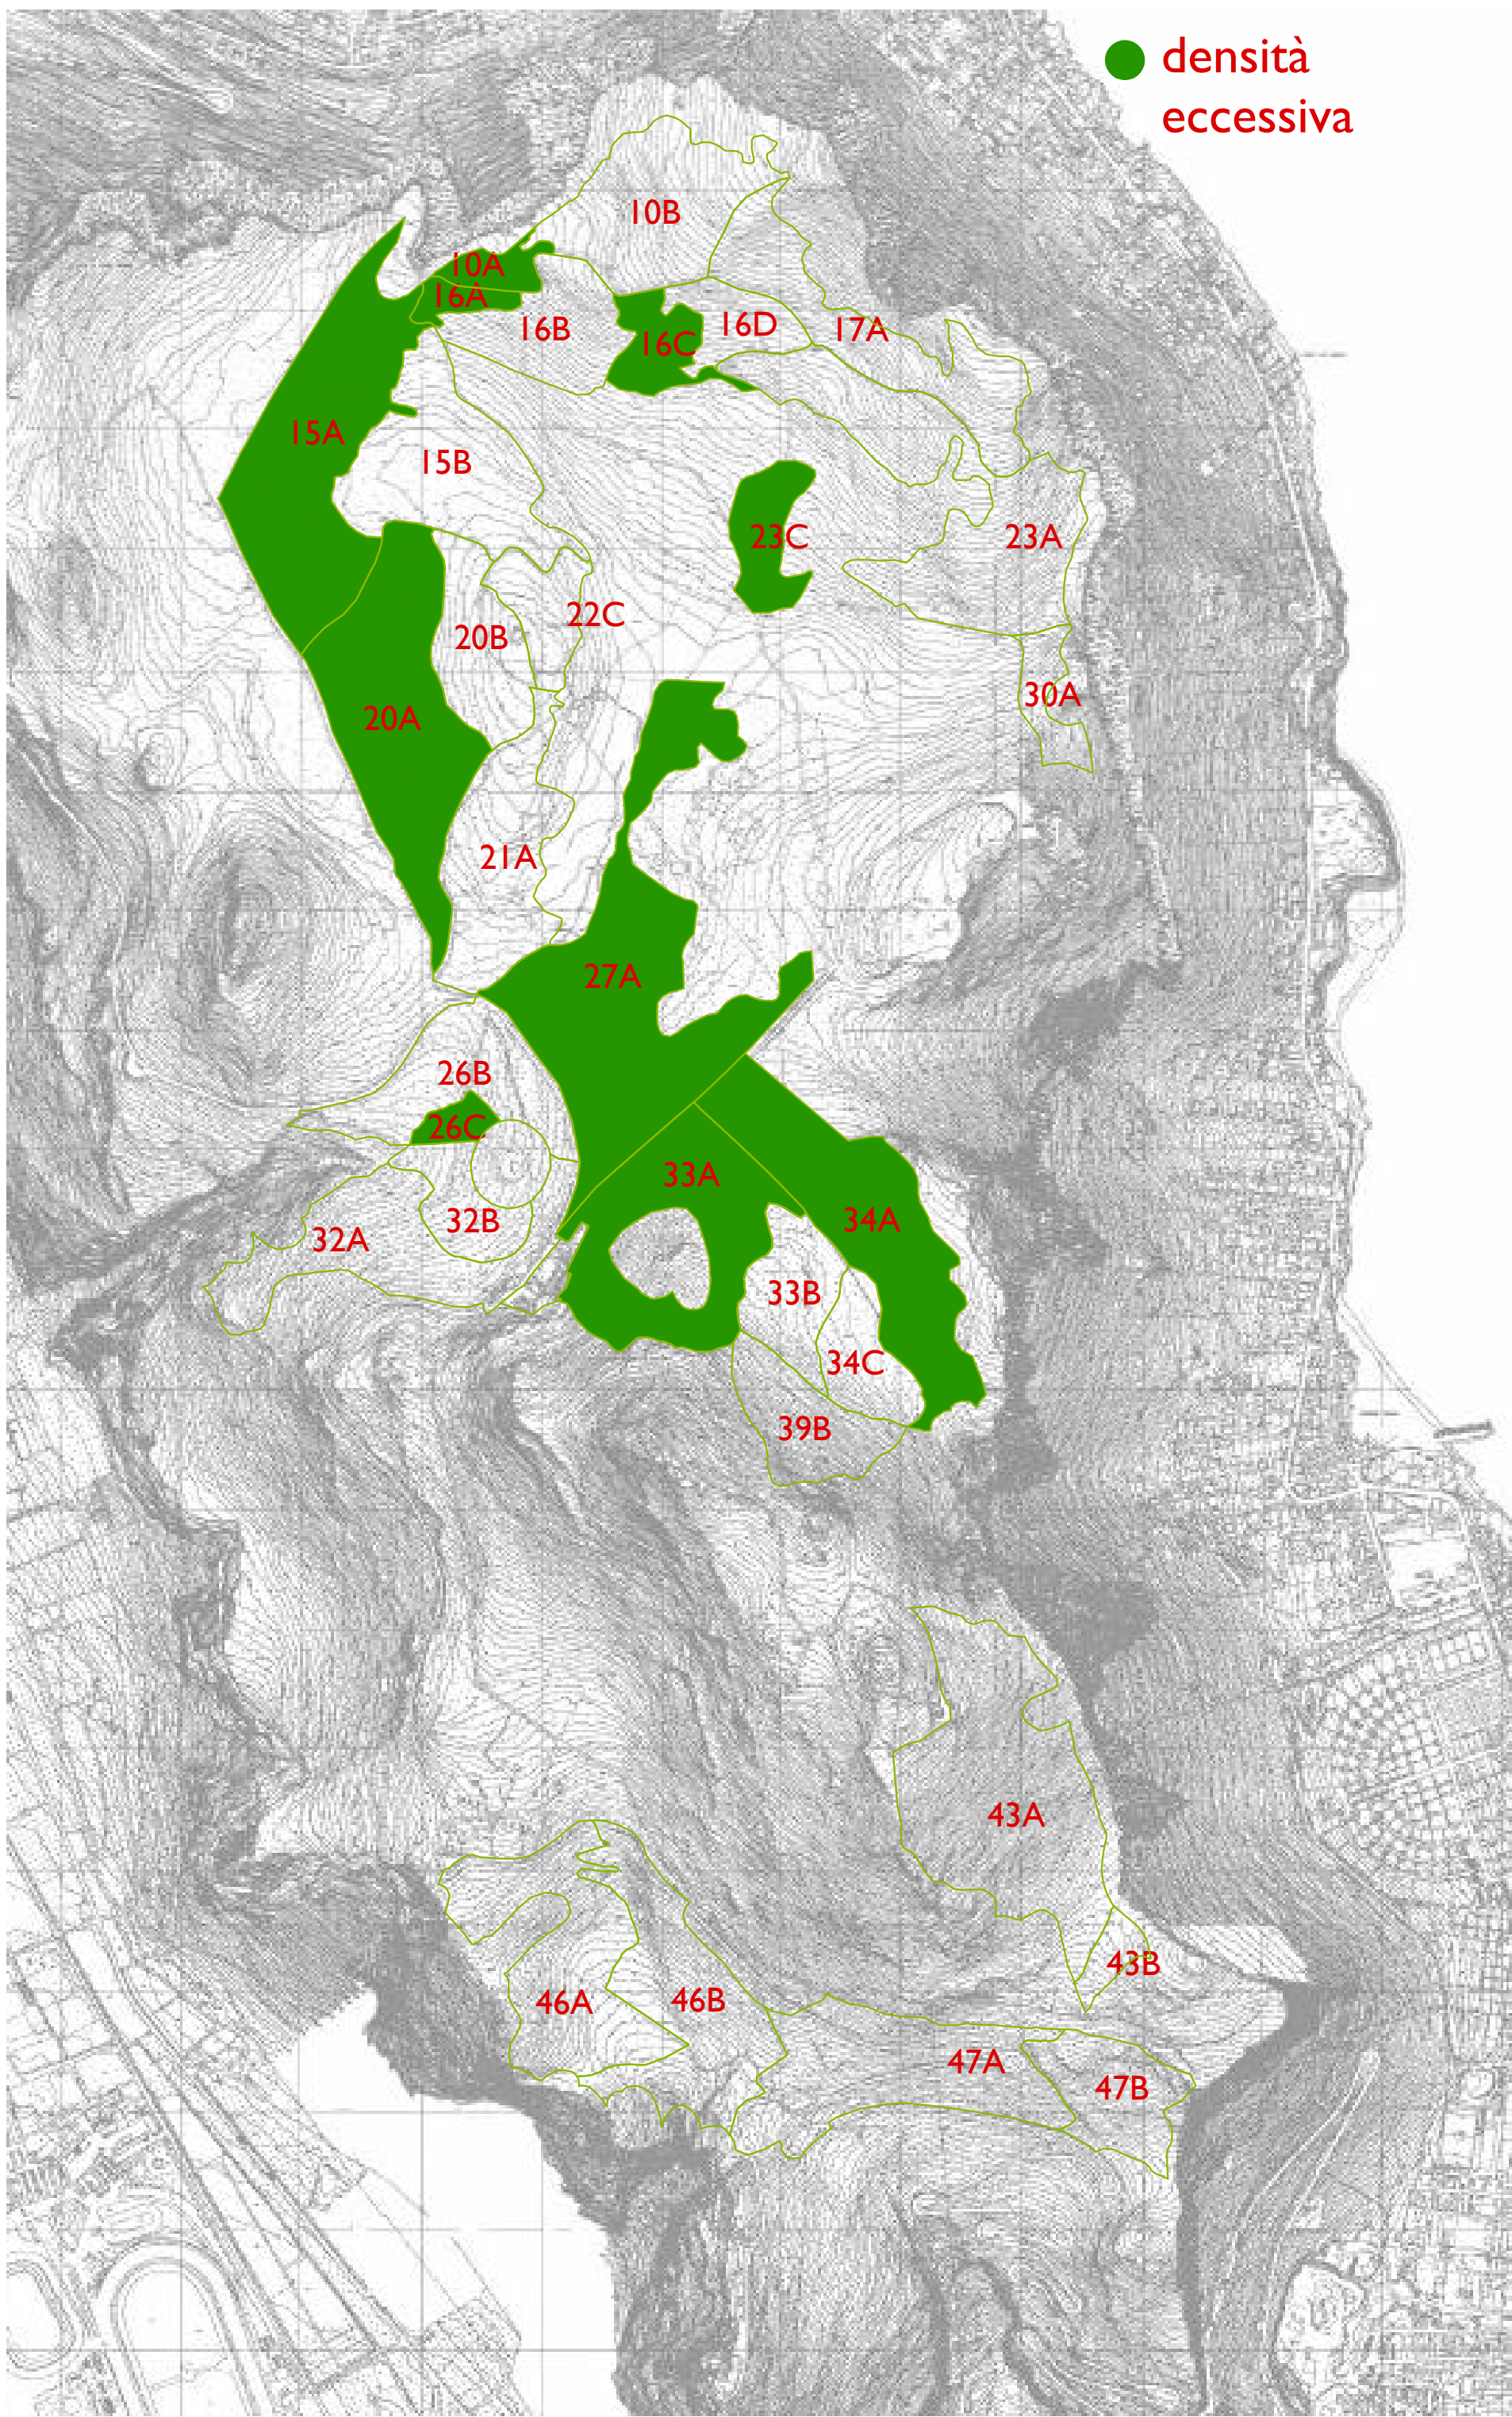 densità
eccessiva
10B
10A
16A
16B
16C
16D
17A
15A
15B
23C
23A
22C
20B
30A
20A
21A
27A
26B
26C
33A
34A
32B
32A
33B
34C
39B
43A
43B
46A
46B
47A
47B